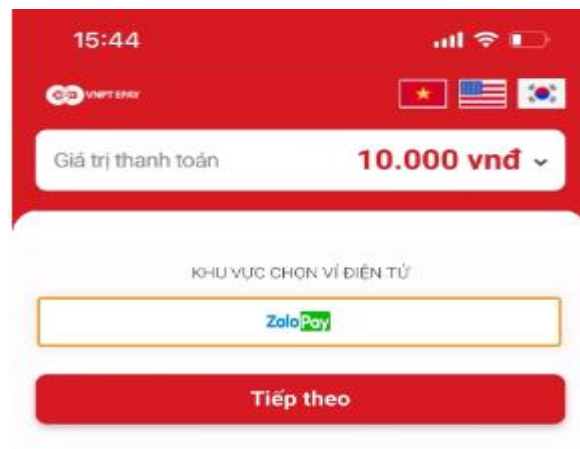 15:44
VNPT EPAY
Giá trị thanh toán 10.000 vnđ
KHU VỰC CHỌN VÍ ĐIỆN TỬ
ZaloPay
Tiếp theo